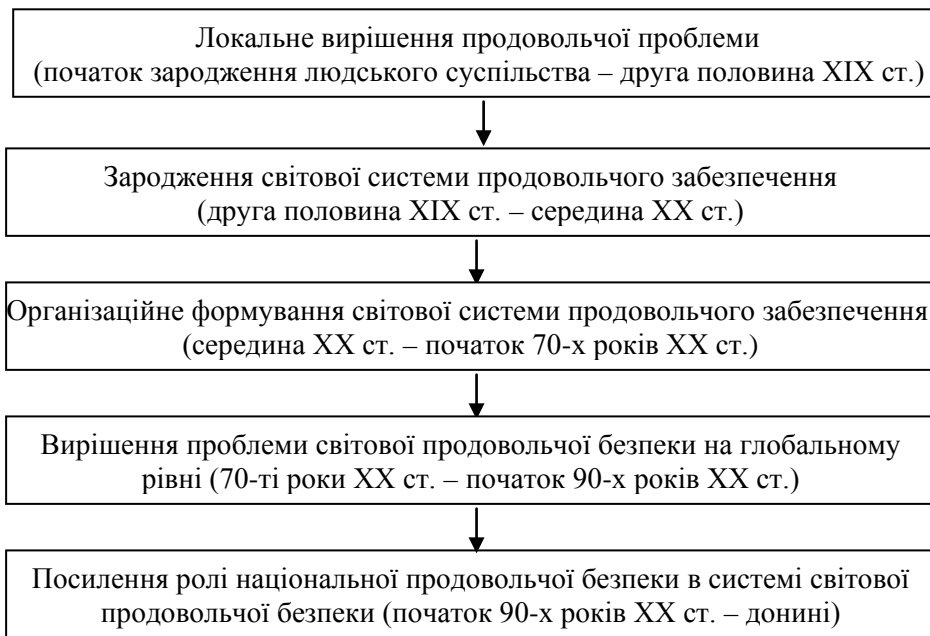 Локальне вирішення продовольчої проблеми
(початок зародження людського суспільства – друга половина XIX ст.)
Зародження світової системи продовольчого забезпечення
(друга половина XIX ст. – середина XX ст.)
Організаційне формування світової системи продовольчого забезпечення
(середина XX ст. – початок 70-х років XX ст.)
Вирішення проблеми світової продовольчої безпеки на глобальному
рівні (70-ті роки XX ст. – початок 90-х років XX ст.)
Посилення ролі національної продовольчої безпеки в системі світової
продовольчої безпеки (початок 90-х років XX ст. – донині)